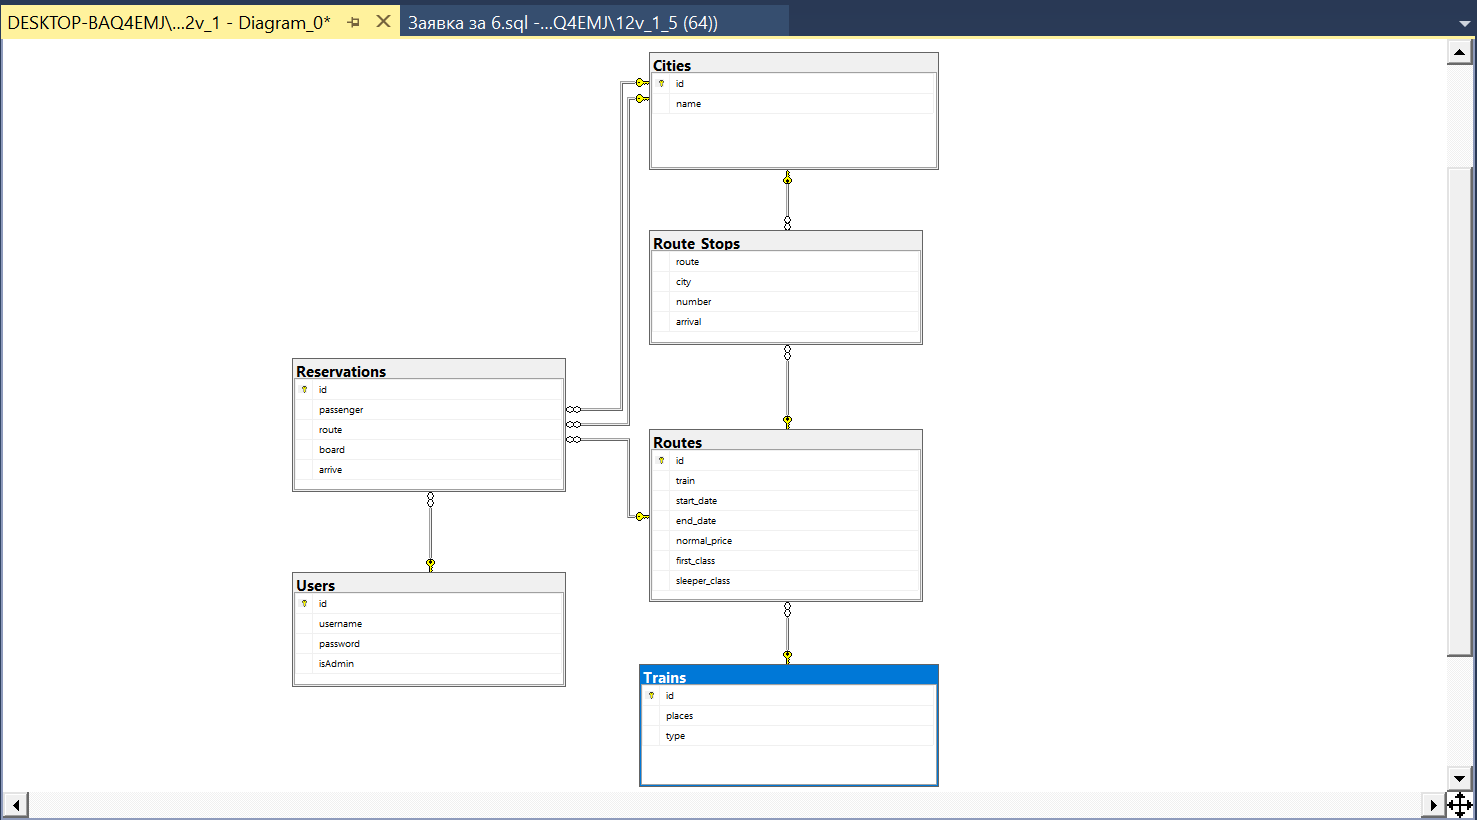 DESKTOP-BAQ4EMJ\...2v_1 - Diagram_0*
Заявка за 6.sql -...Q4EMJ\12v_1_5 (64))
Cities
id
name
Route_Stops
route
city
number
arrival
Reservations
id
passenger
route
board
arrive
Routes
id
train
start_date
end_date
normal_price
first_class
sleeper_class
Users
id
username
password
isAdmin
Trains
id
places
type